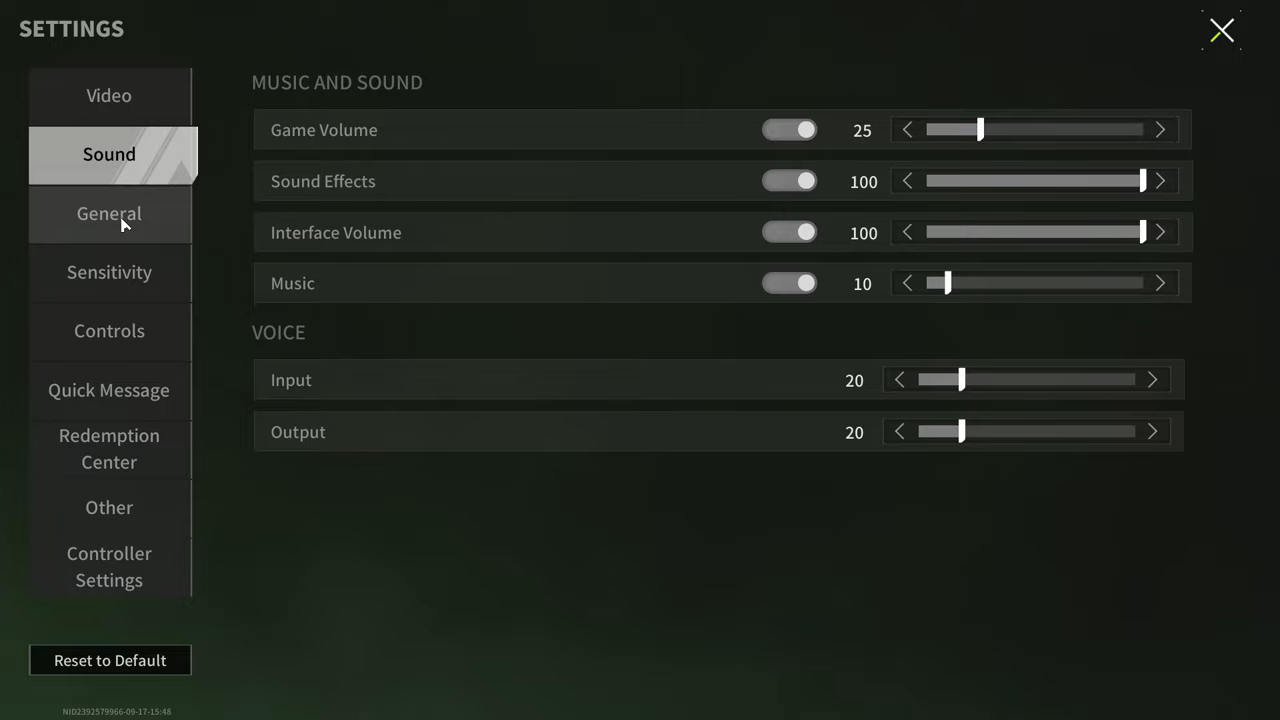 SETTINGS
Video
Sound
General
Sensitivity
Controls
Quick Message
Redemption
Center
Other
Controller
Settings
Reset to Default
NID2392579966-09-17-15:48
MUSIC AND SOUND
Game Volume 25
Sound Effects 100
Interface Volume 100
Music 10
VOICE
Input 20
Output 20